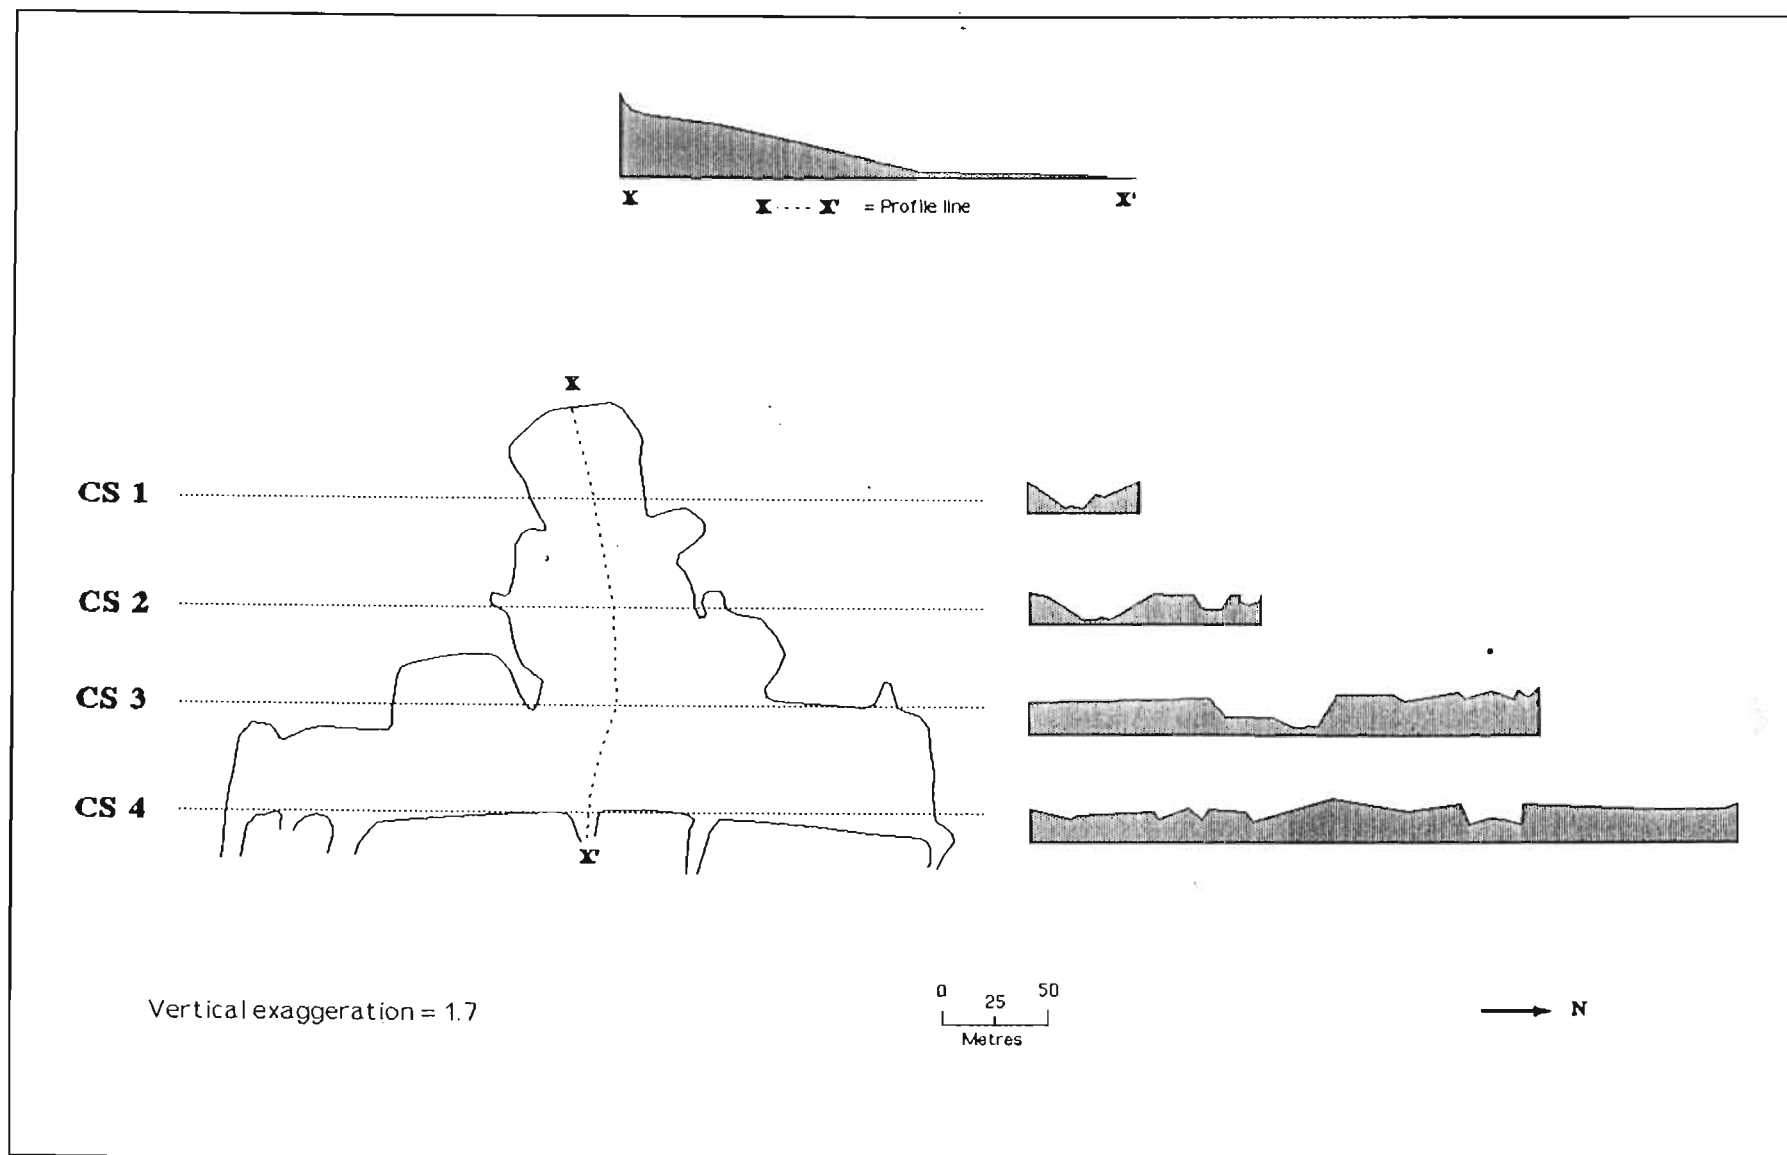 X X'
X ---- X' = Profile line
X
CS 1
CS 2
CS 3
CS 4
X'
Vertical exaggeration = 1.7
0 25 50
Metres
N